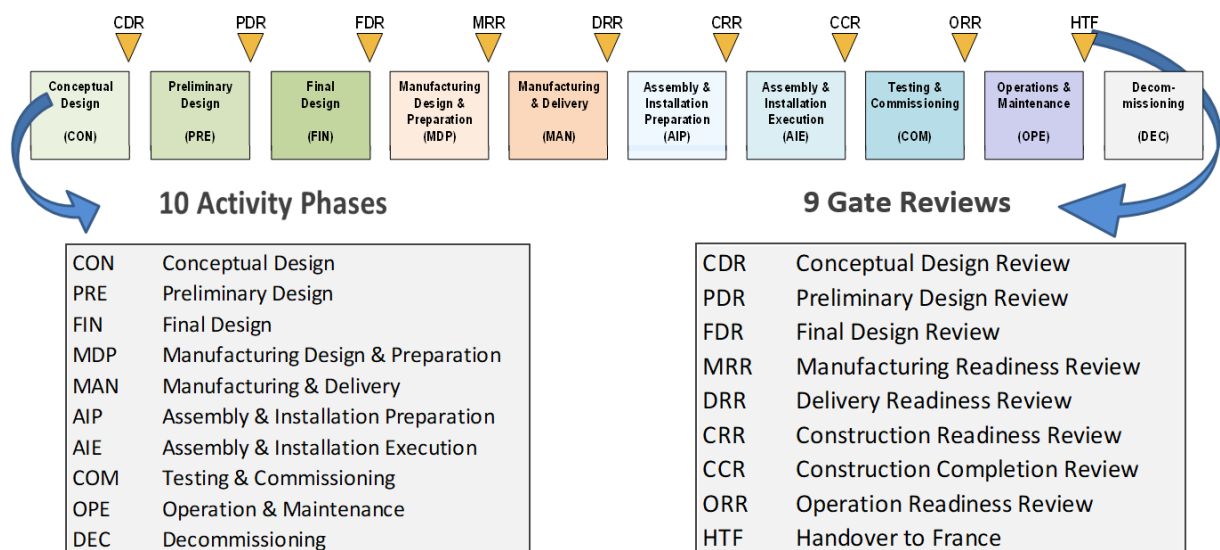 CDR PDR FDR MRR DRR CRR CCR ORR HTF
Conceptual
Design
(CON)
Preliminary
Design
(PRE)
Final
Design
(FIN)
Manufacturing
Design &
Preparation
(MDP)
Manufacturing
& Delivery
(MAN)
Assembly &
Installation
Preparation
(AIP)
Assembly &
Installation
Execution
(AIE)
Testing &
Commissioning
(COM)
Operations &
Maintenance
(OPE)
Decom-
missioning
(DEC)
10 Activity Phases
CON Conceptual Design
PRE Preliminary Design
FIN Final Design
MDP Manufacturing Design & Preparation
MAN Manufacturing & Delivery
AIP Assembly & Installation Preparation
AIE Assembly & Installation Execution
COM Testing & Commissioning
OPE Operation & Maintenance
DEC Decommissioning
9 Gate Reviews
CDR Conceptual Design Review
PDR Preliminary Design Review
FDR Final Design Review
MRR Manufacturing Readiness Review
DRR Delivery Readiness Review
CRR Construction Readiness Review
CCR Construction Completion Review
ORR Operation Readiness Review
HTF Handover to France